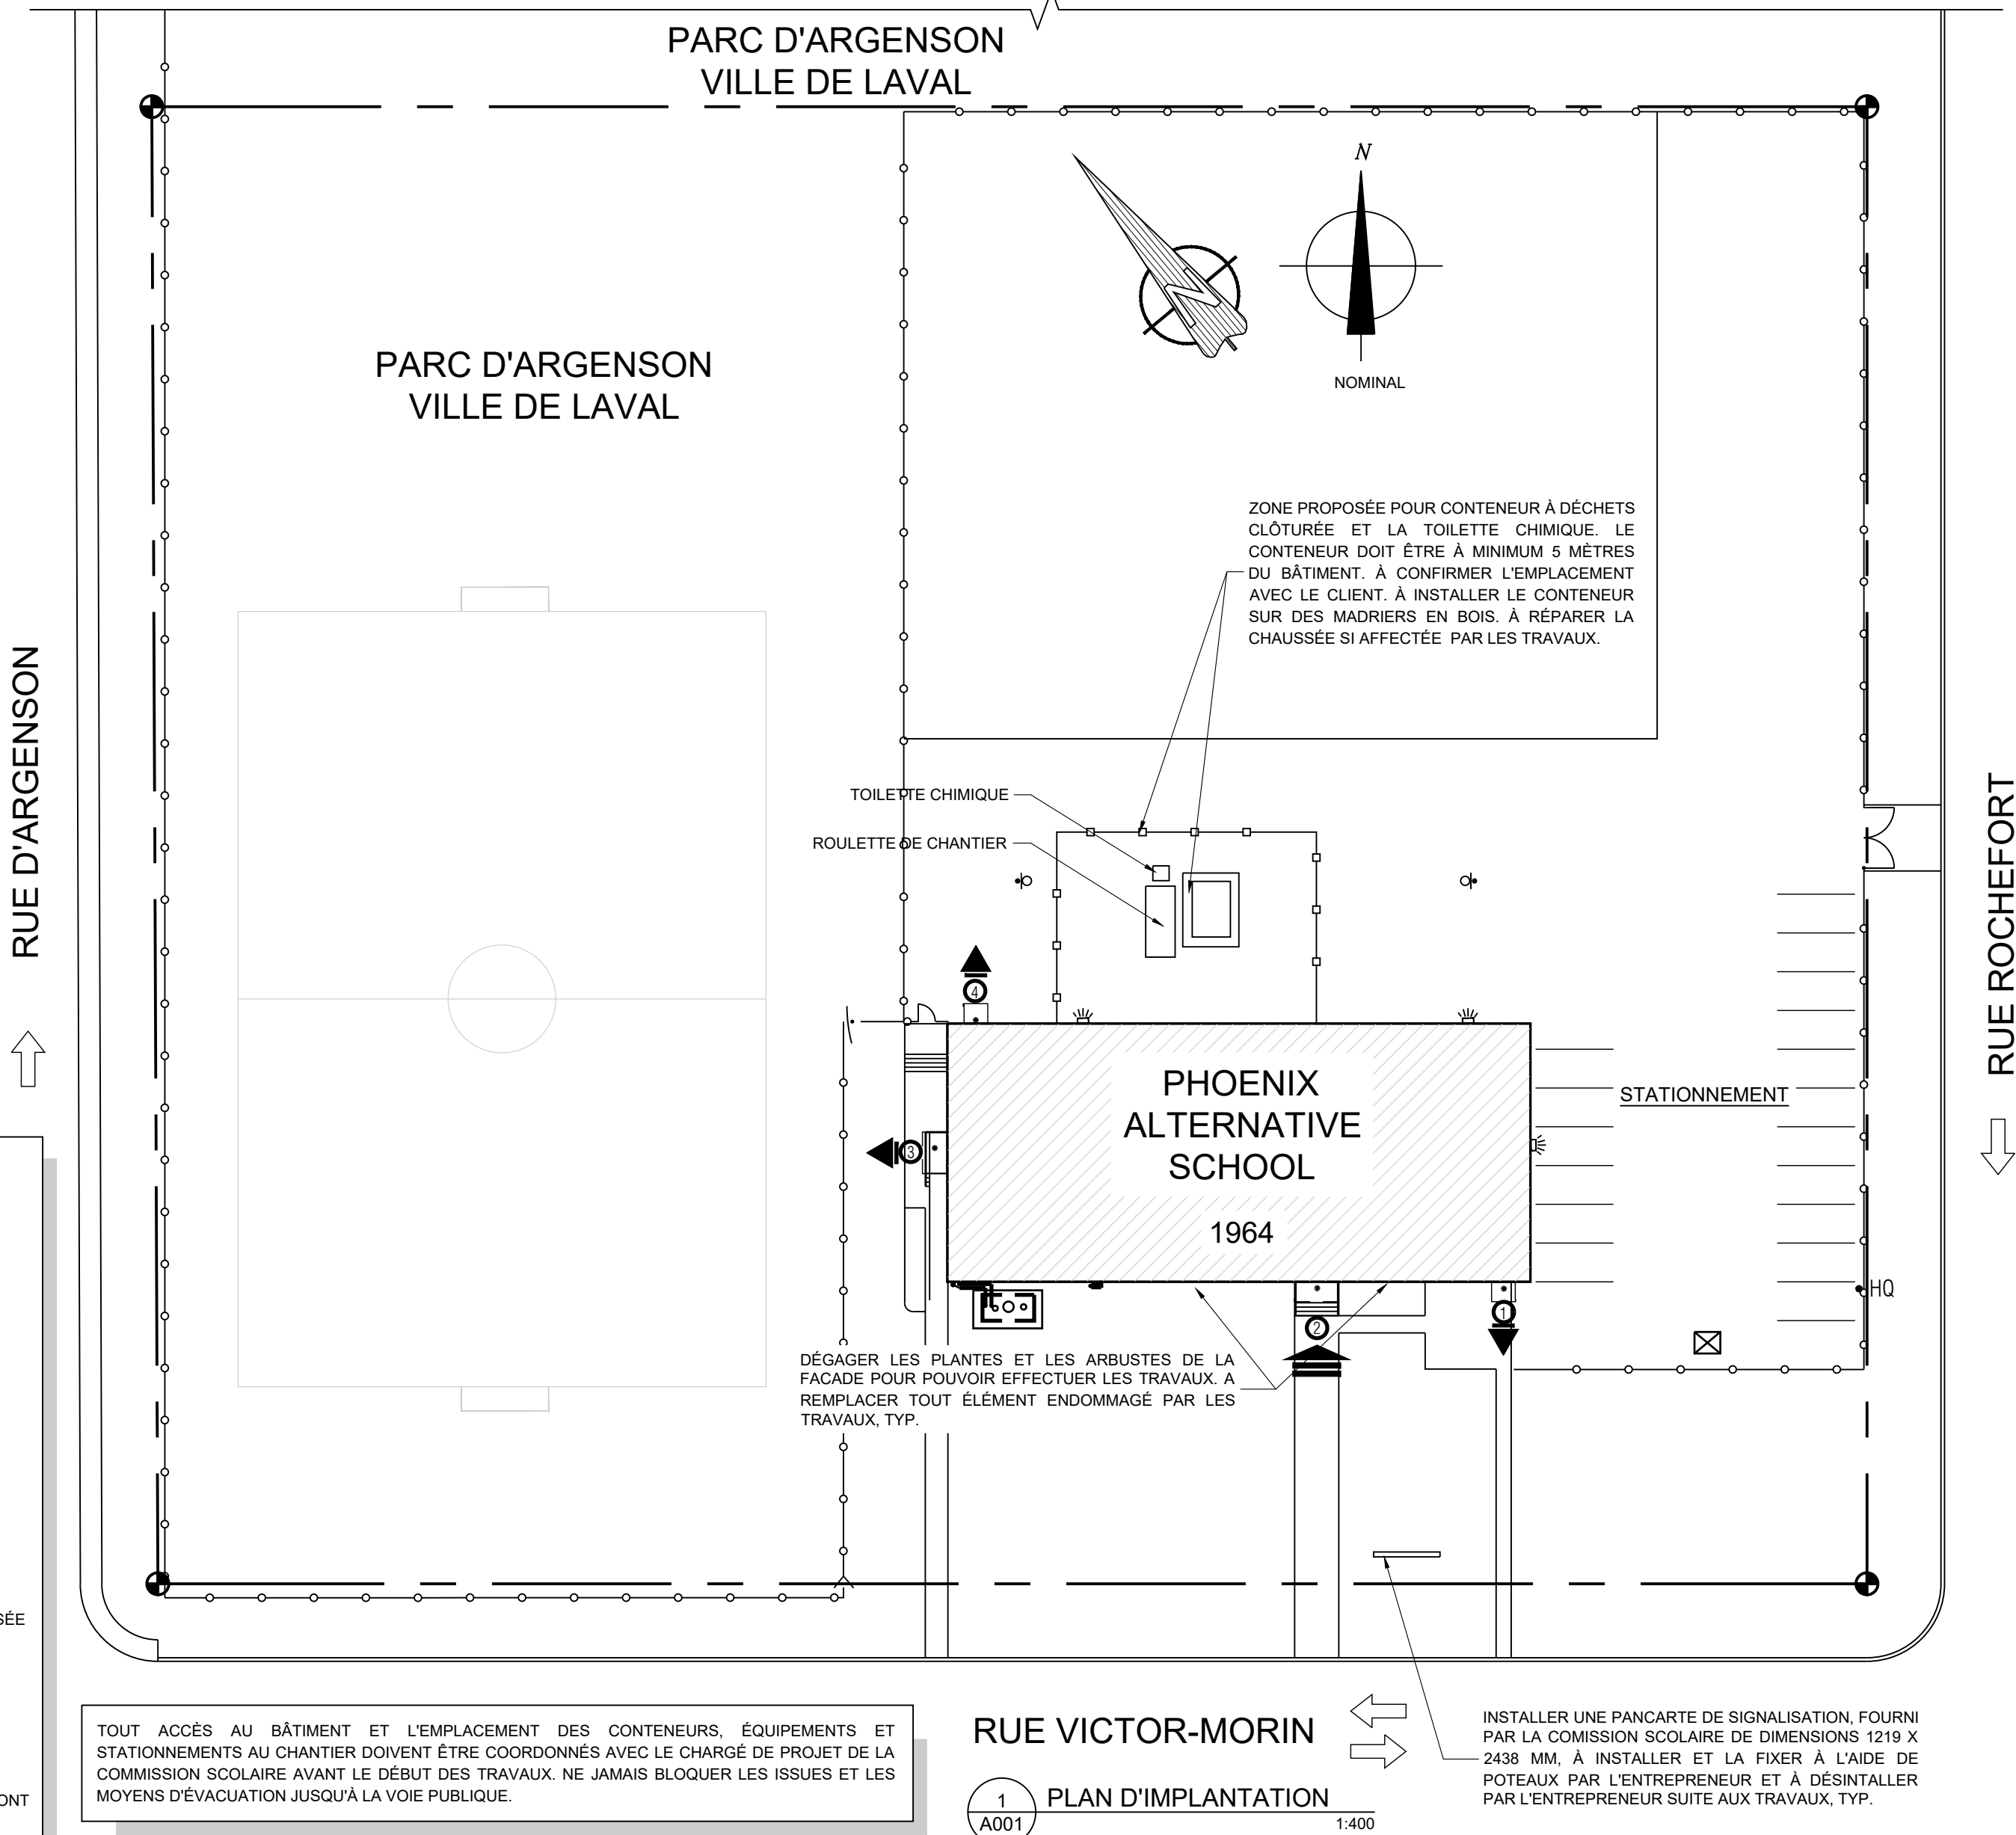 PARC D'ARGENSON
VILLE DE LAVAL
N
N
NOMINAL
PARC D'ARGENSON
VILLE DE LAVAL
ZONE PROPOSÉE POUR CONTENEUR À DÉCHETS
CLÔTURÉE ET LA TOILETTE CHIMIQUE. LE
CONTENEUR DOIT ÊTRE À MINIMUM 5 MÈTRES
DU BÂTIMENT. À CONFIRMER L'EMPLACEMENT
AVEC LE CLIENT. À INSTALLER LE CONTENEUR
SUR DES MADRIERS EN BOIS. À RÉPARER LA
CHAUSSÉE SI AFFECTÉE PAR LES TRAVAUX.
RUE D'ARGENSON
RUE ROCHEFORT
TOILETTE CHIMIQUE
ROULETTE DE CHANTIER
4
3
PHOENIX
ALTERNATIVE
SCHOOL
1964
STATIONNEMENT
HQ
1
2
DÉGAGER LES PLANTES ET LES ARBUSTES DE LA
FACADE POUR POUVOIR EFFECTUER LES TRAVAUX. A
REMPLACER TOUT ÉLÉMENT ENDOMMAGÉ PAR LES
TRAVAUX, TYP.
SÉE
ONT
TOUT ACCÈS AU BÂTIMENT ET L'EMPLACEMENT DES CONTENEURS, ÉQUIPEMENTS ET
STATIONNEMENTS AU CHANTIER DOIVENT ÊTRE COORDONNÉS AVEC LE CHARGÉ DE PROJET DE LA
COMMISSION SCOLAIRE AVANT LE DÉBUT DES TRAVAUX. NE JAMAIS BLOQUER LES ISSUES ET LES
MOYENS D'ÉVACUATION JUSQU'À LA VOIE PUBLIQUE.
RUE VICTOR-MORIN
1
A001
PLAN D'IMPLANTATION
1:400
INSTALLER UNE PANCARTE DE SIGNALISATION, FOURNI
PAR LA COMISSION SCOLAIRE DE DIMENSIONS 1219 X
2438 MM, À INSTALLER ET LA FIXER À L'AIDE DE
POTEAUX PAR L'ENTREPRENEUR ET À DÉSINTALLER
PAR L'ENTREPRENEUR SUITE AUX TRAVAUX, TYP.